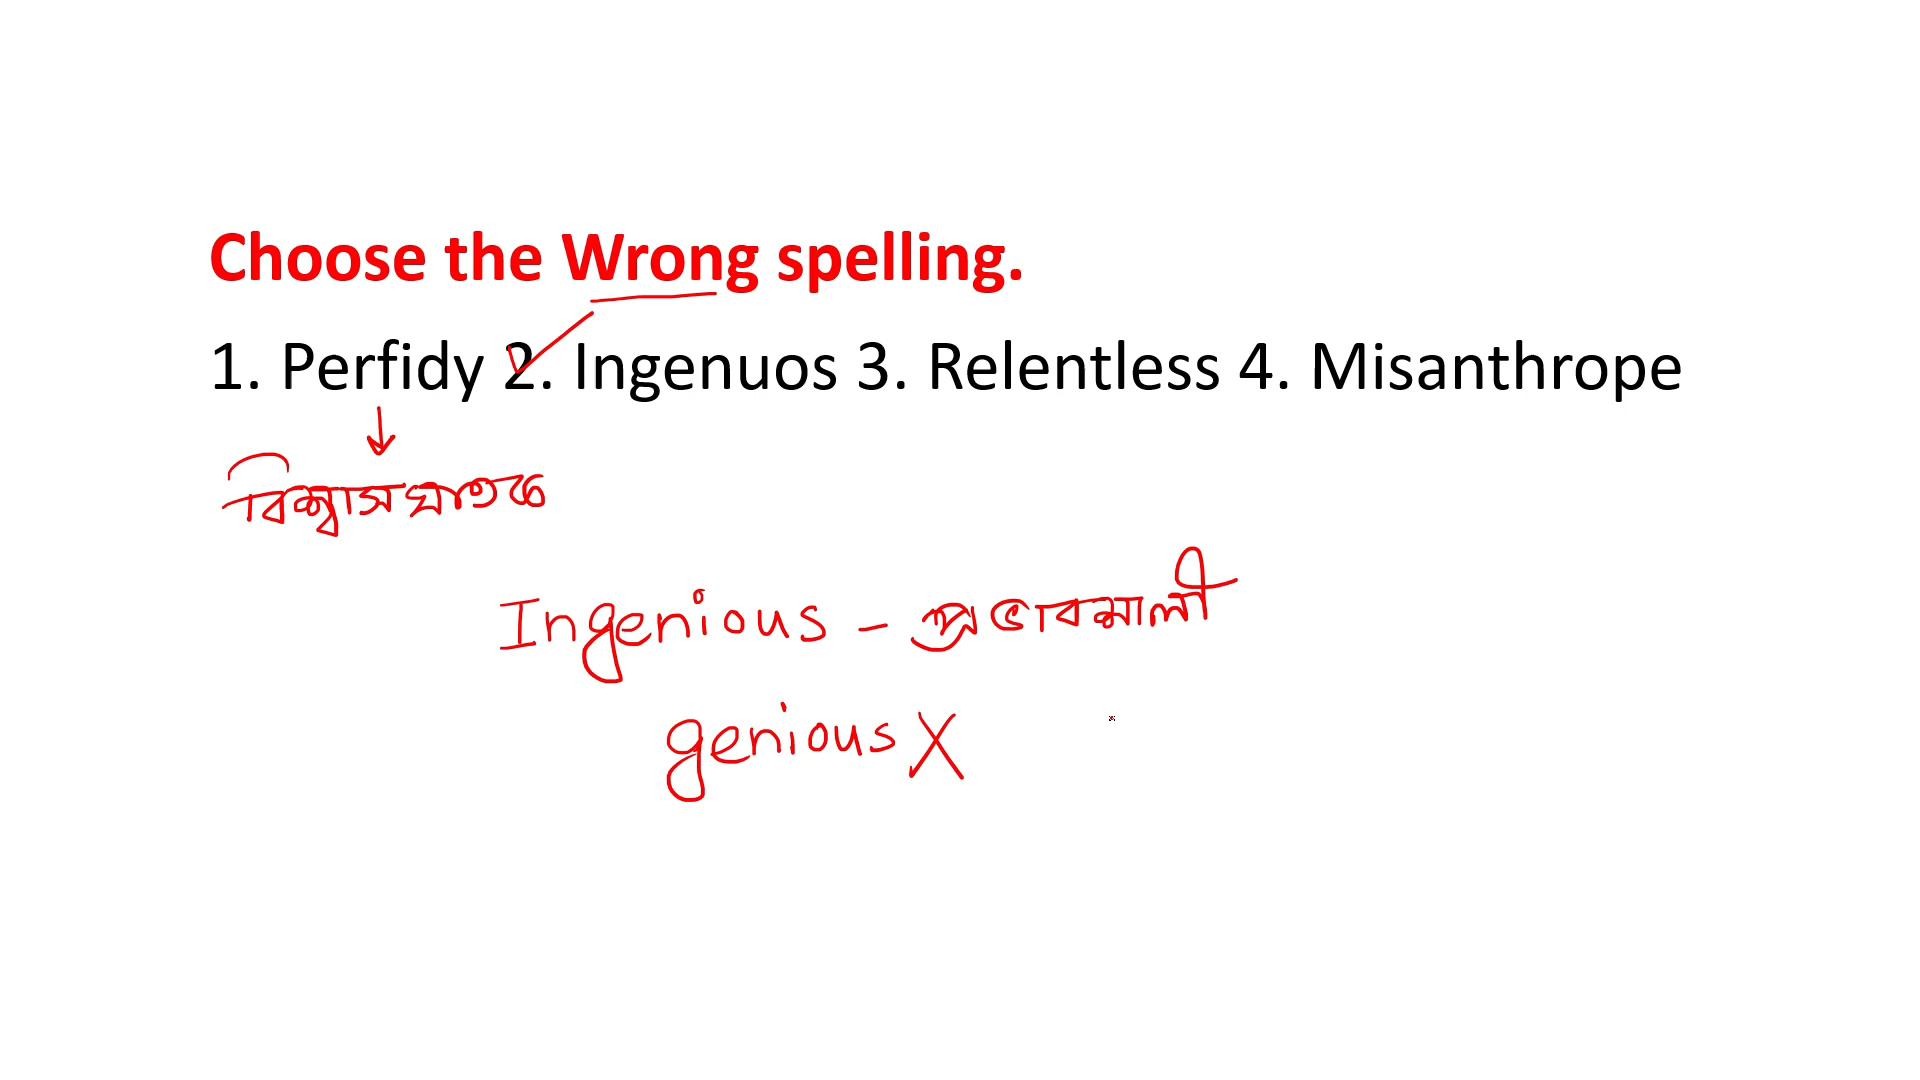 Choose the Wrong spelling.
1. Perfidy 2. Ingenuos 3. Relentless 4. Misanthrope
বিশ্বাসঘাতক
Ingenious - প্রভাবশালী
genious X